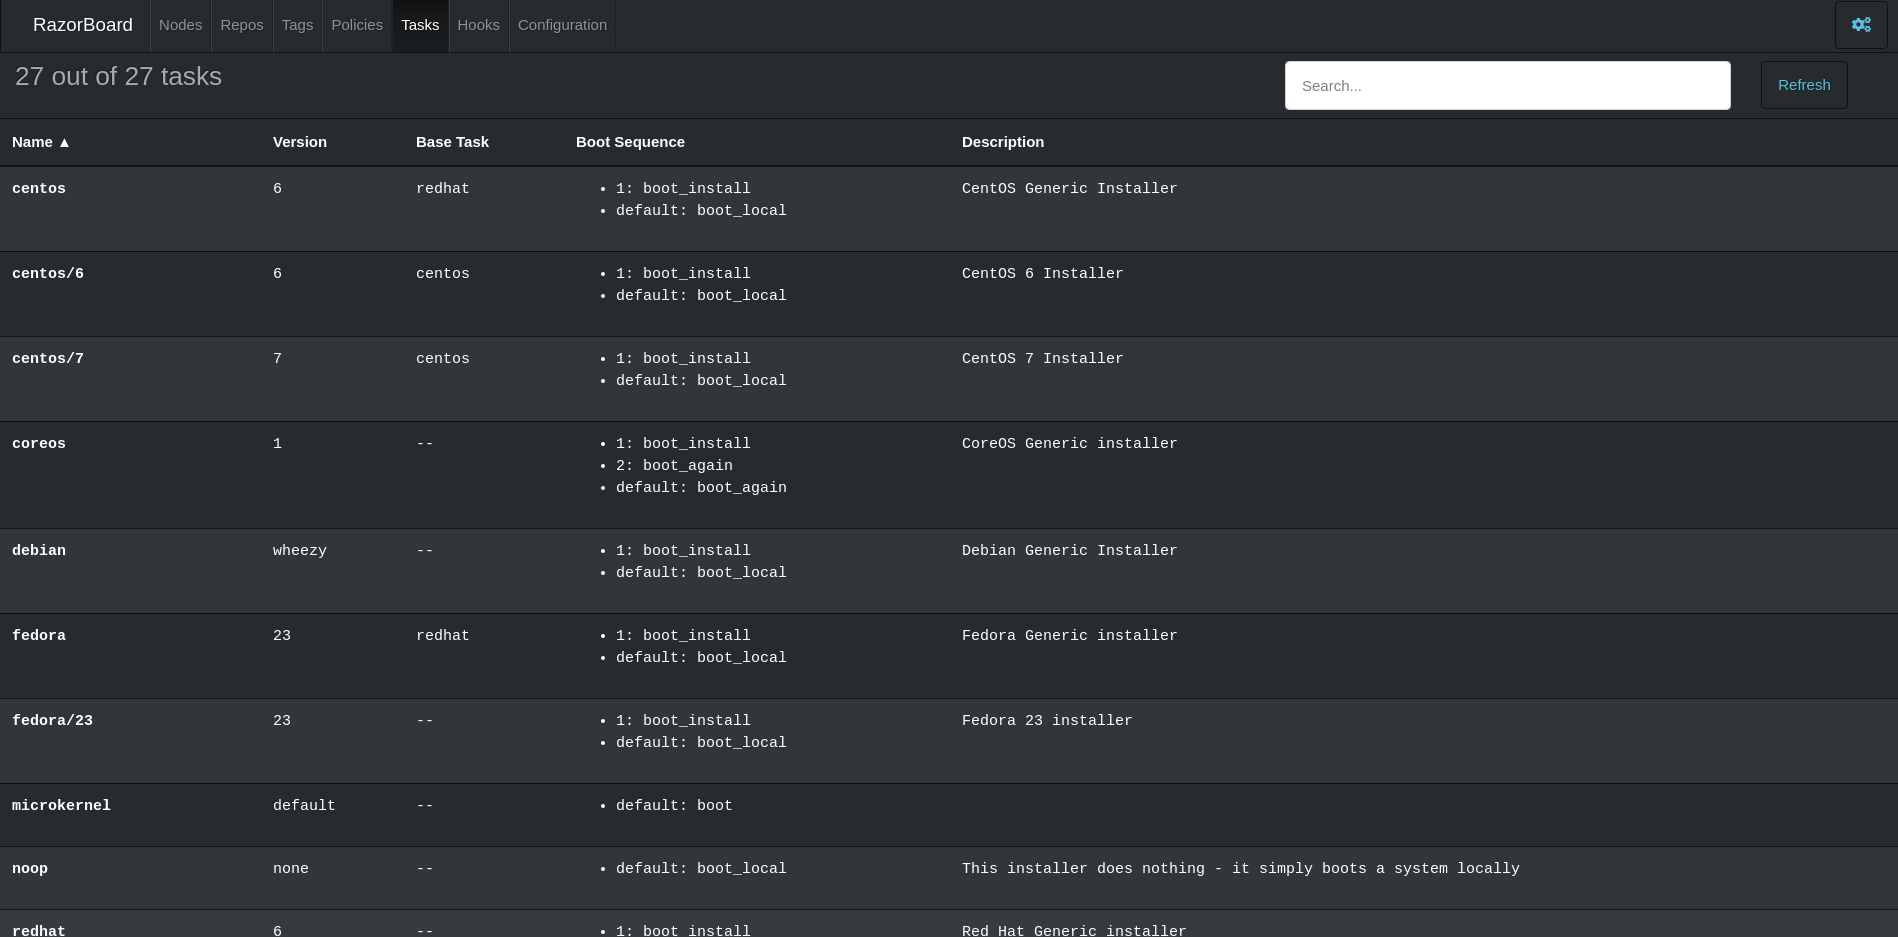 RazorBoard Nodes Repos Tags Policies Tasks Hooks Configuration
27 out of 27 tasks Search... Refresh
Name ▲ Version Base Task Boot Sequence Description
centos 6 redhat • 1: boot_install CentOS Generic Installer
• default: boot_local
centos/6 6 centos • 1: boot_install CentOS 6 Installer
• default: boot_local
centos/7 7 centos • 1: boot_install CentOS 7 Installer
• default: boot_local
coreos 1 -- • 1: boot_install CoreOS Generic installer
• 2: boot_again
• default: boot_again
debian wheezy -- • 1: boot_install Debian Generic Installer
• default: boot_local
fedora 23 redhat • 1: boot_install Fedora Generic installer
• default: boot_local
fedora/23 23 -- • 1: boot_install Fedora 23 installer
• default: boot_local
microkernel default -- • default: boot
noop none -- • default: boot_local This installer does nothing - it simply boots a system locally
redhat 6 -- • 1: boot_install Red Hat Generic installer